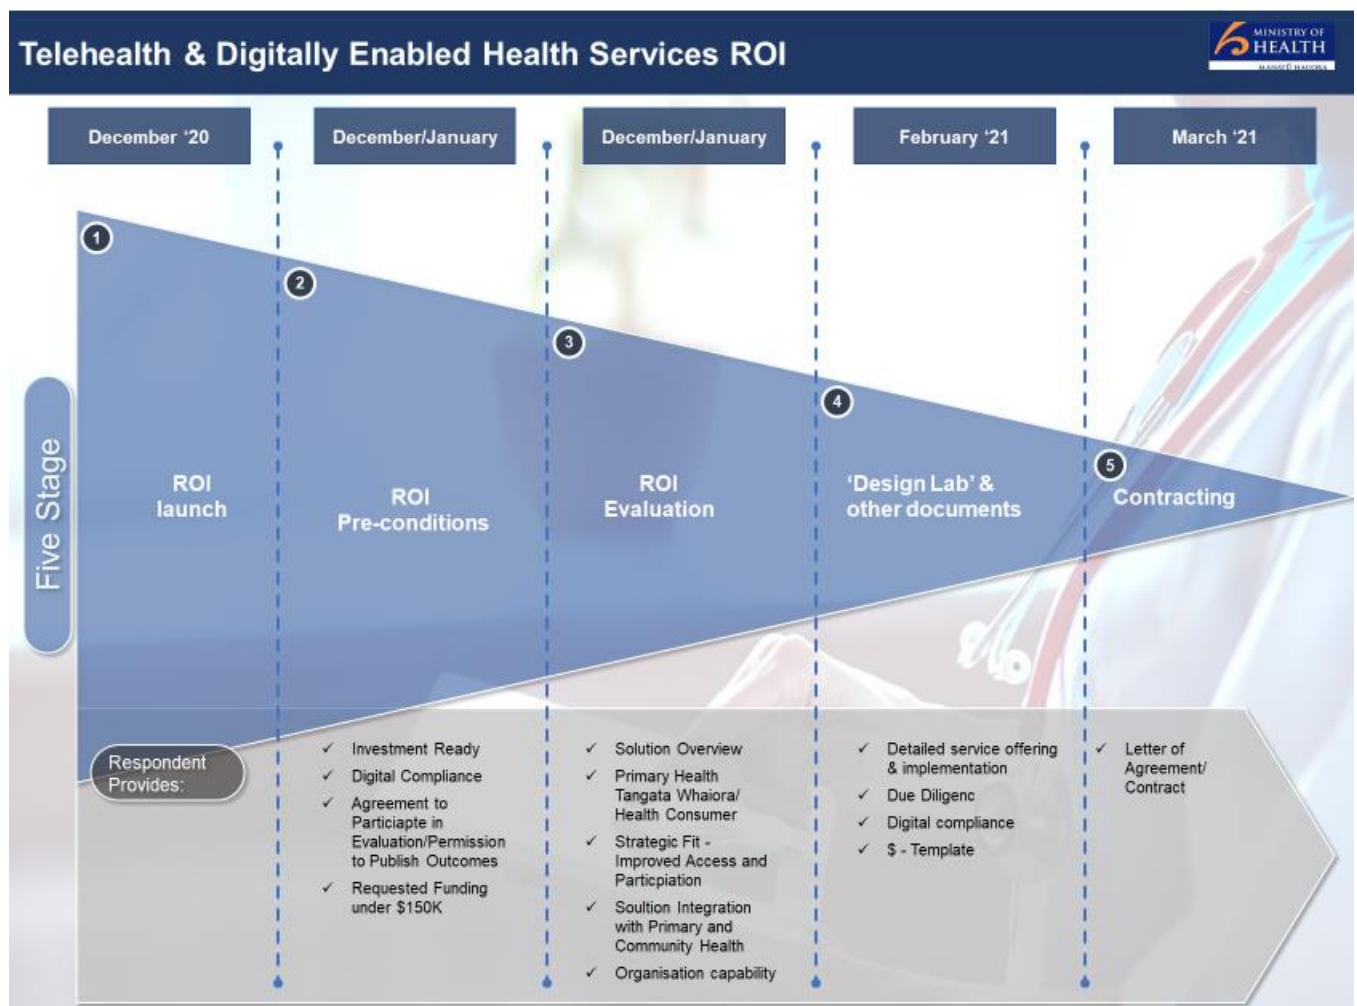 Telehealth & Digitally Enabled Health Services ROI
MINISTRY OF
HEALTH
MANATŪ HAUORA
December ‘20
December/January
December/January
February ‘21
March ‘21
1
2
3
4
5
Five Stage
ROI
launch
ROI
Pre-conditions
ROI
Evaluation
‘Design Lab’ &
other documents
Contracting
Respondent
Provides:
✓ Investment Ready
✓ Digital Compliance
✓ Agreement to
Particiapte in
Evaluation/Permission
to Publish Outcomes
✓ Requested Funding
under $150K
✓ Solution Overview
✓ Primary Health
Tangata Whaiora/
Health Consumer
✓ Strategic Fit -
Improved Access and
Particpiation
✓ Soultion Integration
with Primary and
Community Health
✓ Organisation capability
✓ Detailed service offering
& implementation
✓ Due Diligenc
✓ Digital compliance
✓ $ - Template
✓ Letter of
Agreement/
Contract